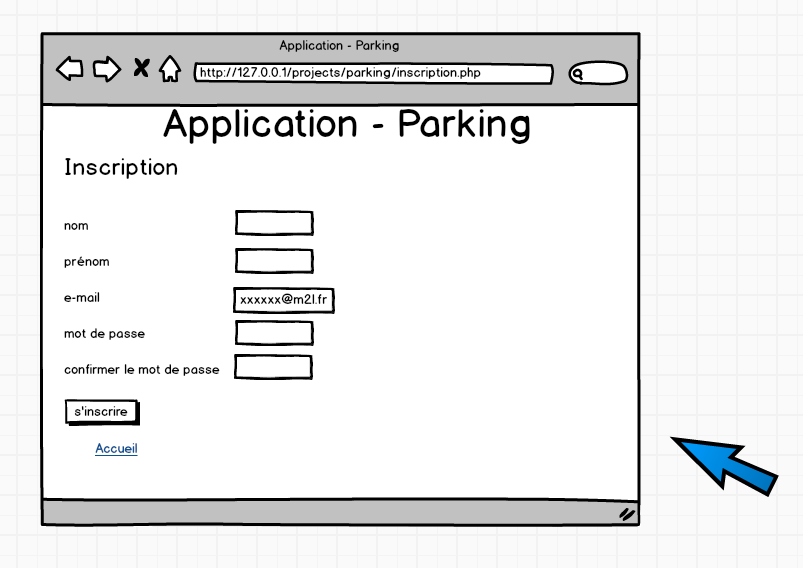 Application - Parking
http://127.0.0.1/projects/parking/inscription.php
Application - Parking
Inscription
nom
prénom
e-mail xxxxxx@m2l.fr
mot de passe
confirmer le mot de passe
s'inscrire
Accueil